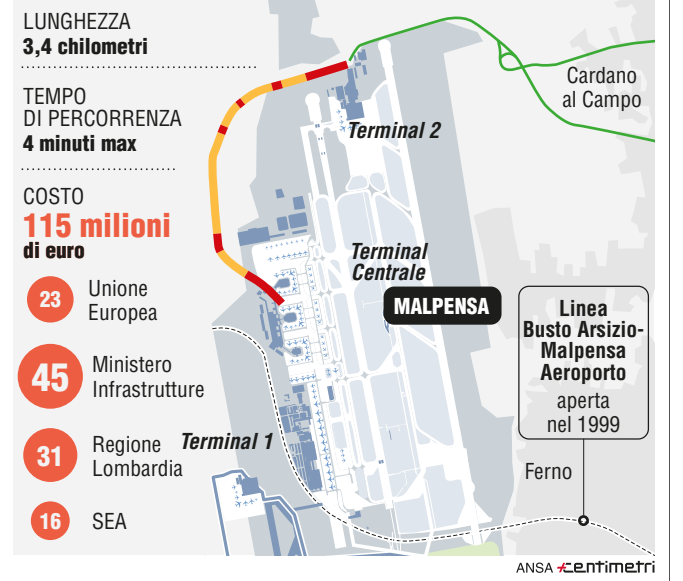 LUNGHEZZA
3,4 chilometri
TEMPO
DI PERCORRENZA
4 minuti max
COSTO
115 milioni
di euro
23
Unione
Europea
45
Ministero
Infrastrutture
31
Regione
Lombardia
16
SEA
Cardano
al Campo
Terminal 2
Terminal
Centrale
MALPENSA
Terminal 1
Linea
Busto Arsizio-
Malpensa
Aeroporto
aperta
nel 1999
Ferno
ANSA centimetri